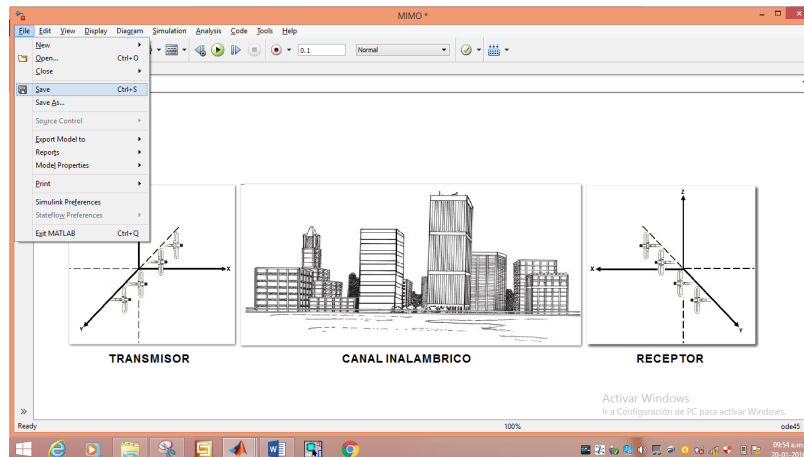 MIMO *
File Edit View Display Diagram Simulation Analysis Code Tools Help
New
Open... Ctrl+O
Close
Save Ctrl+S
Save As...
Source Control
Export Model to
Reports
Model Properties
Print
Simulink Preferences
Stateflow Preferences
Exit MATLAB Ctrl+Q
0.1
Normal
X
Y
Z
X
Y
TRANSMISOR
CANAL INALAMBRICO
RECEPTOR
Activar Windows
Ir a Configuración de PC para activar Windows.
Ready 100% ode45
09:54 a.m.